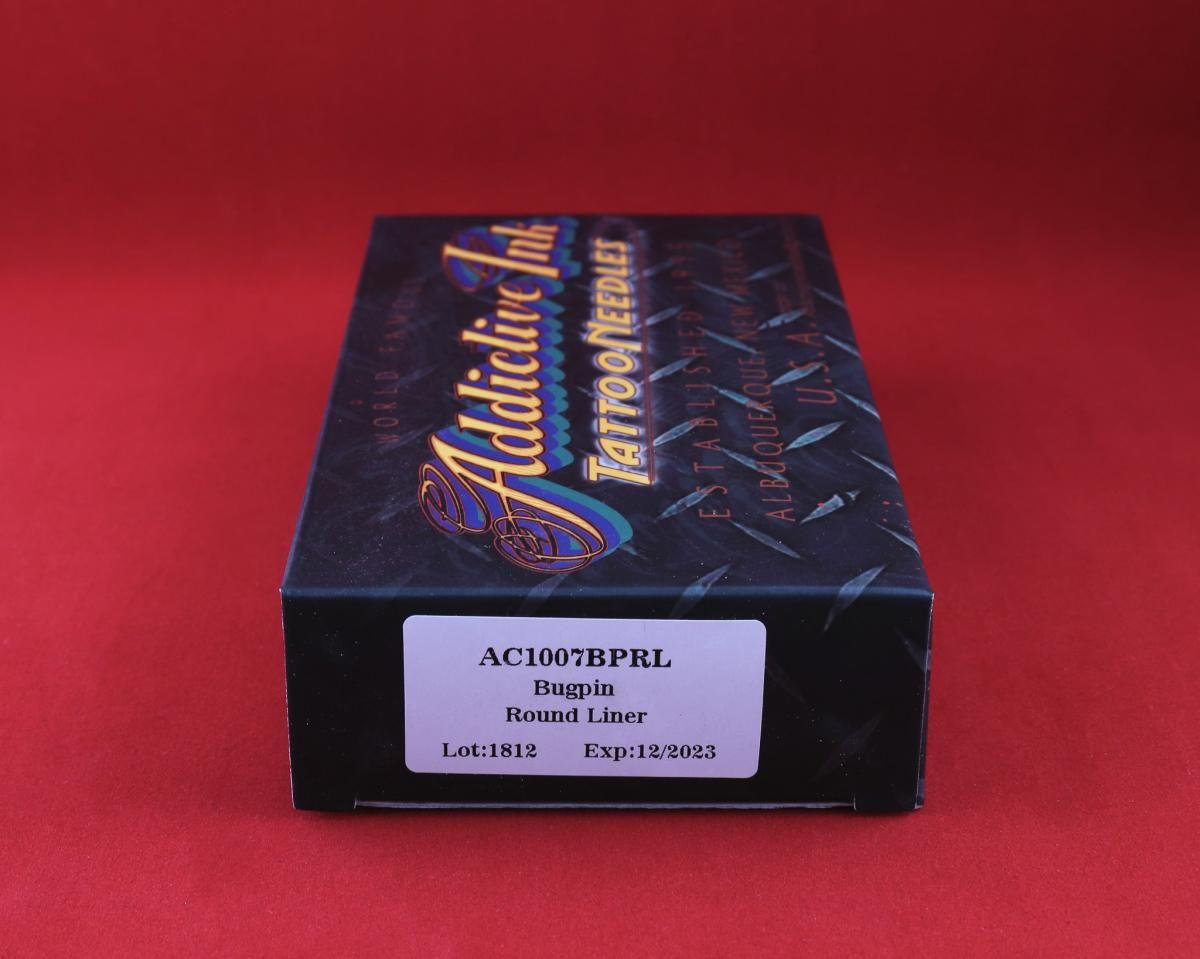 WORLD FAMOUS
Addictive Ink
TATTOO NEEDLES
ESTABLISHED 1995
ALBUQUERQUE, NEW MEXICO
U.S.A.
AC1007BPRL
Bugpin
Round Liner
Lot:1812 Exp:12/2023